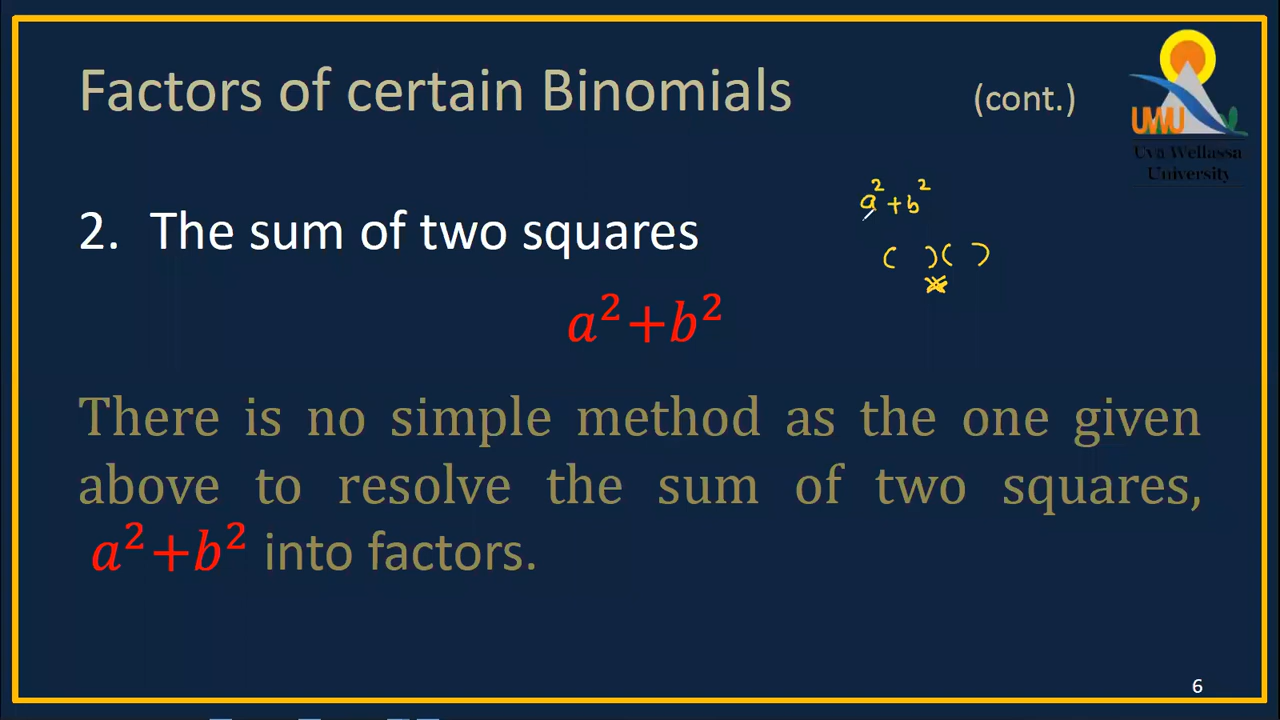 Factors of certain Binomials (cont.)
UWU
Uva Wellassa
University
a²+b²
2. The sum of two squares
( )( )
a²+b²
There is no simple method as the one given
above to resolve the sum of two squares,
a²+b² into factors.
6